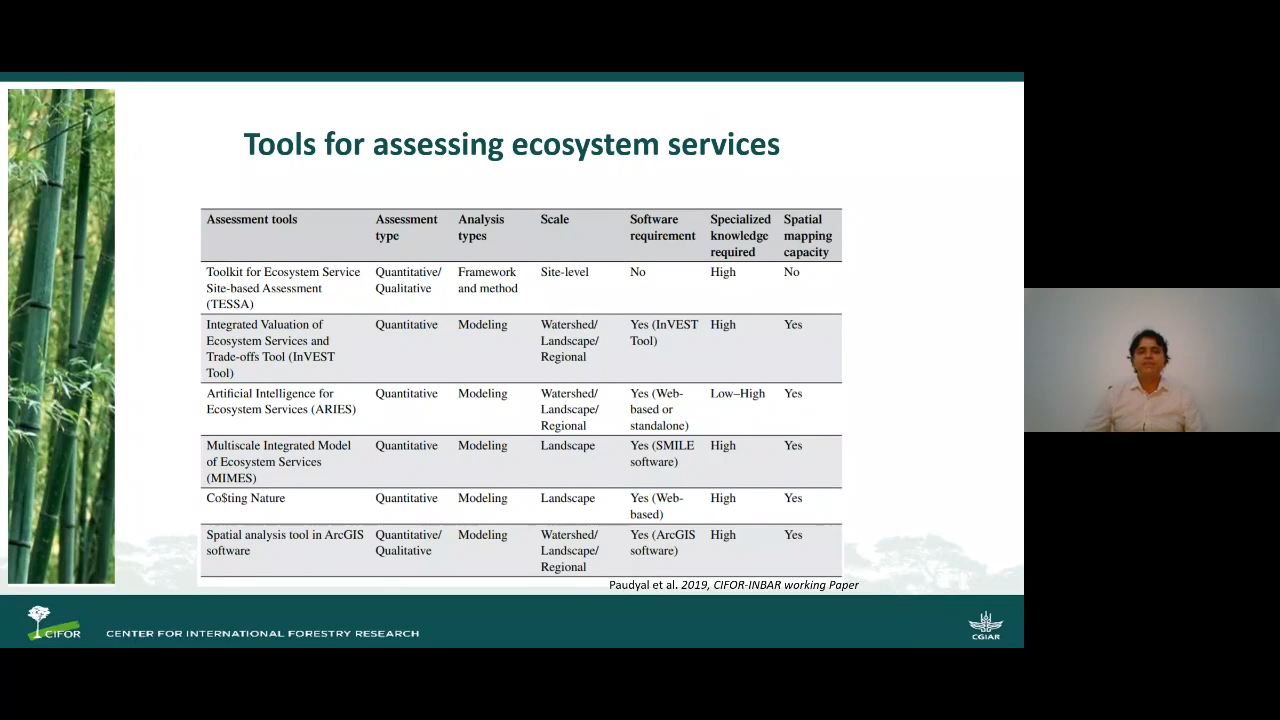 Tools for assessing ecosystem services
Assessment tools
Assessment
type
Analysis
types
Scale
Software
requirement
Specialized
knowledge
required
Spatial
mapping
capacity
Toolkit for Ecosystem Service
Site-based Assessment
(TESSA)
Quantitative/
Qualitative
Framework
and method
Site-level
No
High
No
Integrated Valuation of
Ecosystem Services and
Trade-offs Tool (InVEST
Tool)
Quantitative
Modeling
Watershed/
Landscape/
Regional
Yes (InVEST
Tool)
High
Yes
Artificial Intelligence for
Ecosystem Services (ARIES)
Quantitative
Modeling
Watershed/
Landscape/
Regional
Yes (Web-
based or
standalone)
Low–High
Yes
Multiscale Integrated Model
of Ecosystem Services
(MIMES)
Quantitative
Modeling
Landscape
Yes (SMILE
software)
High
Yes
Co$ting Nature
Quantitative
Modeling
Landscape
Yes (Web-
based)
High
Yes
Spatial analysis tool in ArcGIS
software
Quantitative/
Qualitative
Modeling
Watershed/
Landscape/
Regional
Yes (ArcGIS
software)
High
Yes
Paudyal et al. 2019, CIFOR-INBAR working Paper
CIFOR
CENTER FOR INTERNATIONAL FORESTRY RESEARCH
CGIAR